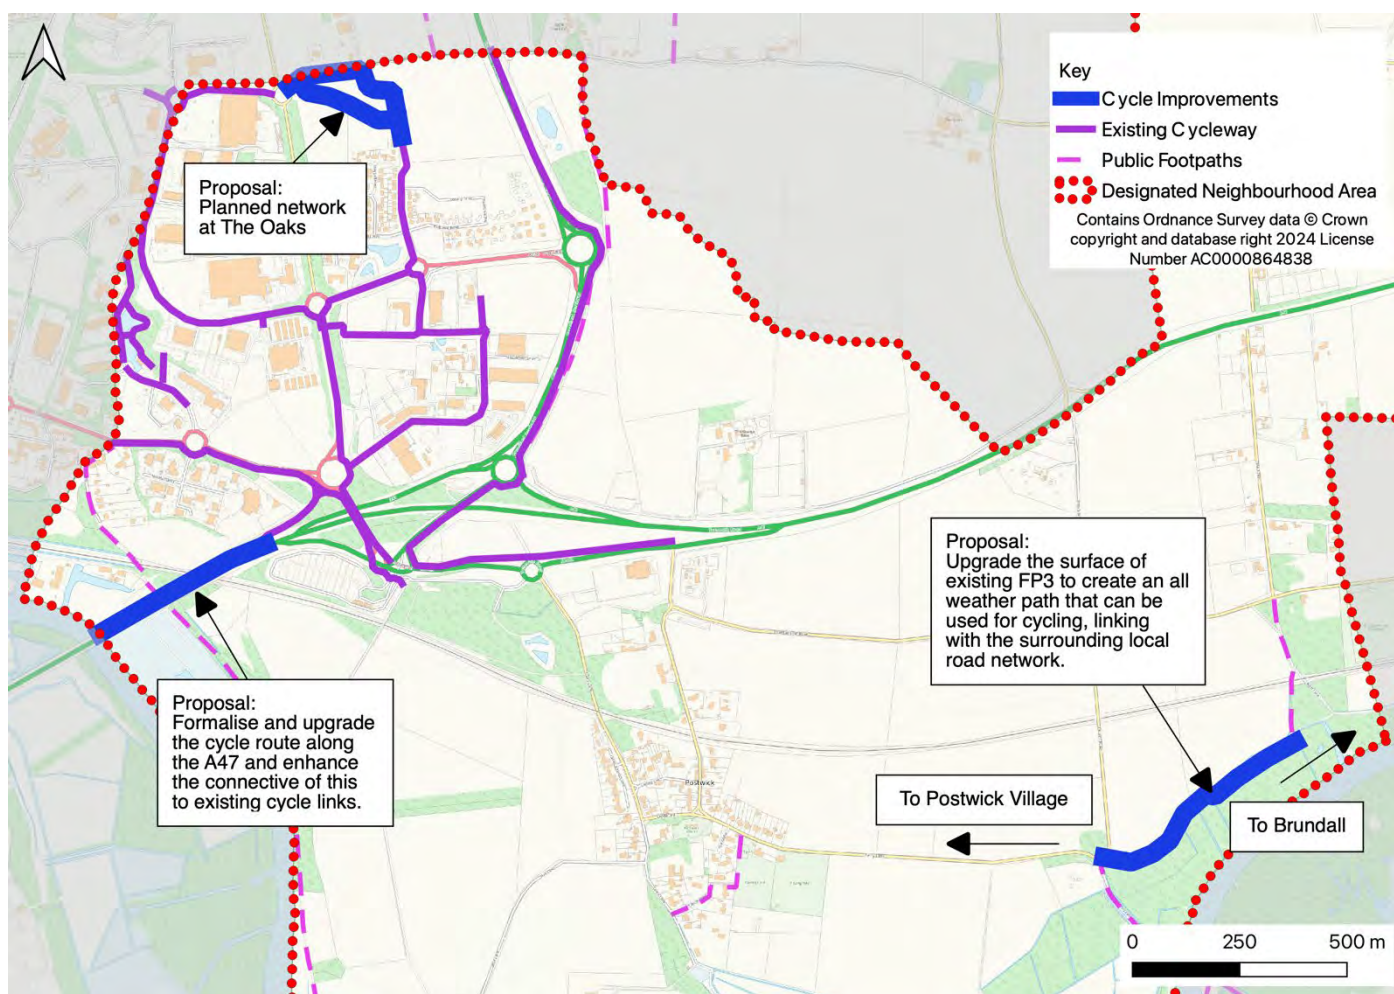 Key
Cycle Improvements
Existing Cycleway
Public Footpaths
Designated Neighbourhood Area
Contains Ordnance Survey data © Crown
copyright and database right 2024 License
Number AC0000864838
Proposal:
Planned network
at The Oaks
Proposal:
Upgrade the surface of
existing FP3 to create an all
weather path that can be
used for cycling, linking
with the surrounding local
road network.
Proposal:
Formalise and upgrade
the cycle route along
the A47 and enhance
the connective of this
to existing cycle links.
Postwick
To Postwick Village
To Brundall
0 250 500 m